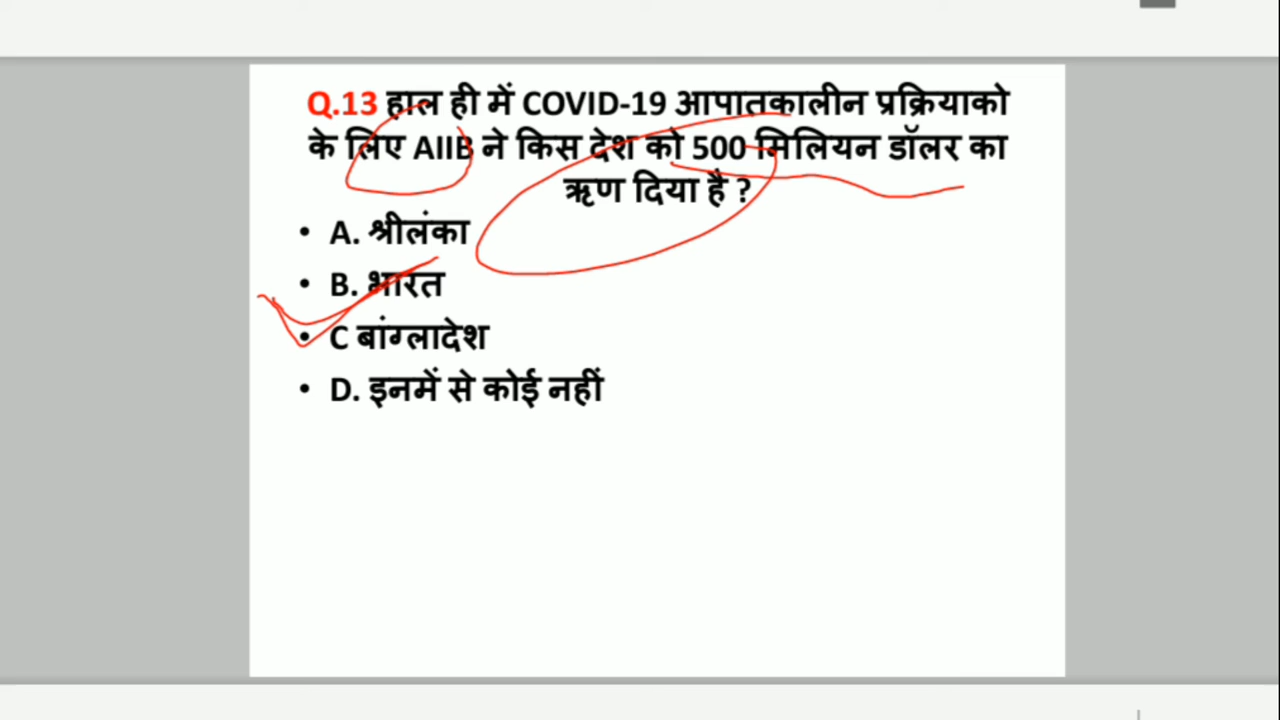 Q.13 हाल ही में COVID-19 आपातकालीन प्रक्रियाको
के लिए AIIB ने किस देश को 500 मिलियन डॉलर का
ऋण दिया है ?
• A. श्रीलंका
• B. भारत
• C बांग्लादेश
• D. इनमें से कोई नहीं